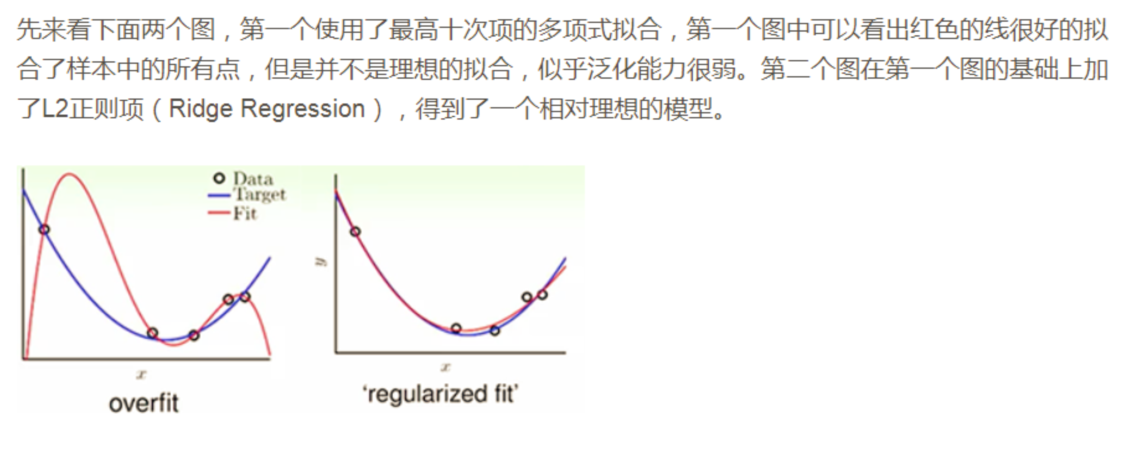 先来看下面两个图，第一个使用了最高十次项的多项式拟合，第一个图中可以看出红色的线很好的拟
合了样本中的所有点，但是并不是理想的拟合，似乎泛化能力很弱。第二个图在第一个图的基础上加
了L2正则项（Ridge Regression），得到了一个相对理想的模型。
Data
Target
Fit
x
overfit
y
x
'regularized fit'